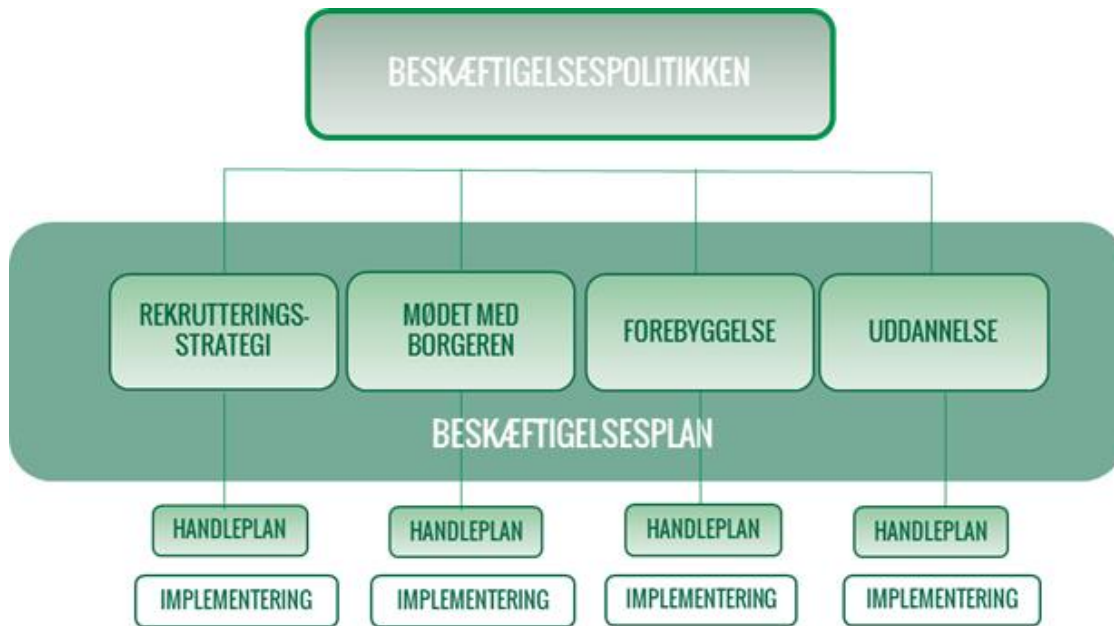 BESKÆFTIGELSESPOLITIKKEN
REKRUTTERINGS-
STRATEGI
MØDET MED
BORGEREN
FOREBYGGELSE
UDDANNELSE
BESKÆFTIGELSESPLAN
HANDLEPLAN
HANDLEPLAN
HANDLEPLAN
HANDLEPLAN
IMPLEMENTERING
IMPLEMENTERING
IMPLEMENTERING
IMPLEMENTERING